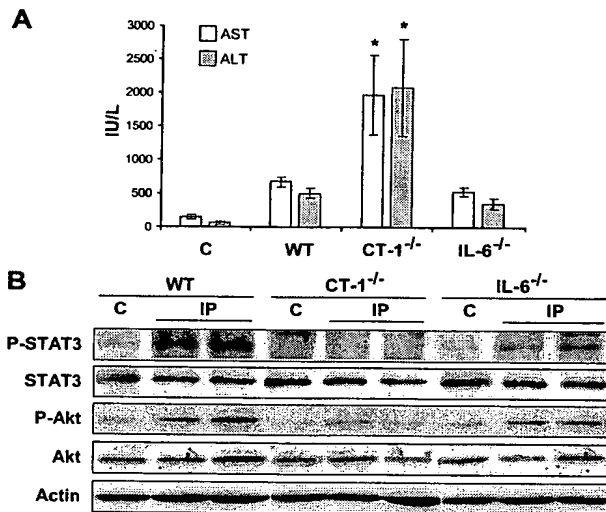 A
3000
2500
2000
1500
1000
500
0
IU/L
AST
ALT
*
*
C
WT
CT-1-/-
IL-6-/-
B
WT
CT-1-/-
IL-6-/-
C
IP
C
IP
C
IP
P-STAT3
STAT3
P-Akt
Akt
Actin